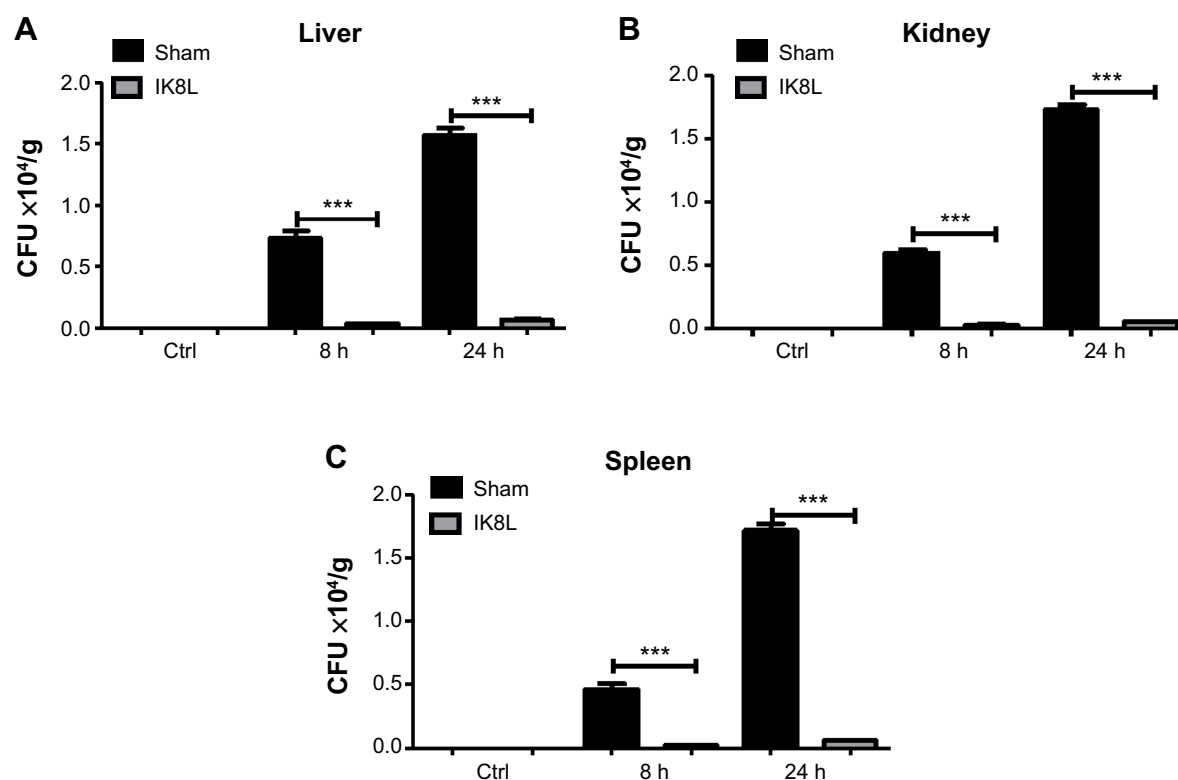 A
Liver
Sham
IK8L
CFU ×10⁴/g
2.0
1.5
1.0
0.5
0.0
***
***
Ctrl
8 h
24 h
B
Kidney
Sham
IK8L
CFU ×10⁴/g
2.0
1.5
1.0
0.5
0.0
***
***
Ctrl
8 h
24 h
C
Spleen
Sham
IK8L
CFU ×10⁴/g
2.0
1.5
1.0
0.5
0.0
***
***
Ctrl
8 h
24 h